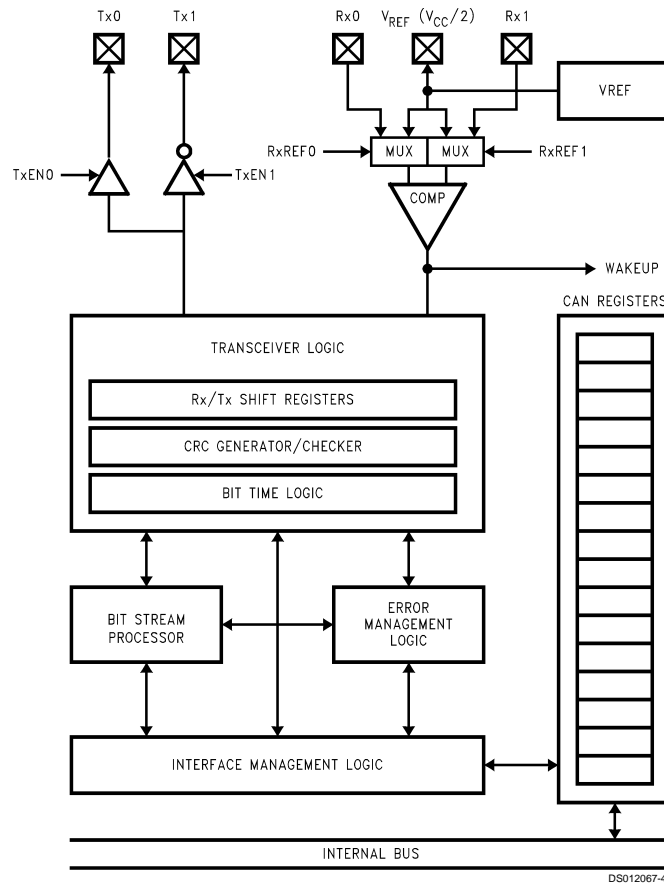 Tx0 Tx1 Rx0 VREF (VCC/2) Rx1
VREF
RxREF0 MUX MUX RxREF1
TxEN0 TxEN1
COMP
WAKEUP
CAN REGISTERS
TRANSCEIVER LOGIC
Rx/Tx SHIFT REGISTERS
CRC GENERATOR/CHECKER
BIT TIME LOGIC
BIT STREAM
PROCESSOR
ERROR
MANAGEMENT
LOGIC
INTERFACE MANAGEMENT LOGIC
INTERNAL BUS
DS012067-4